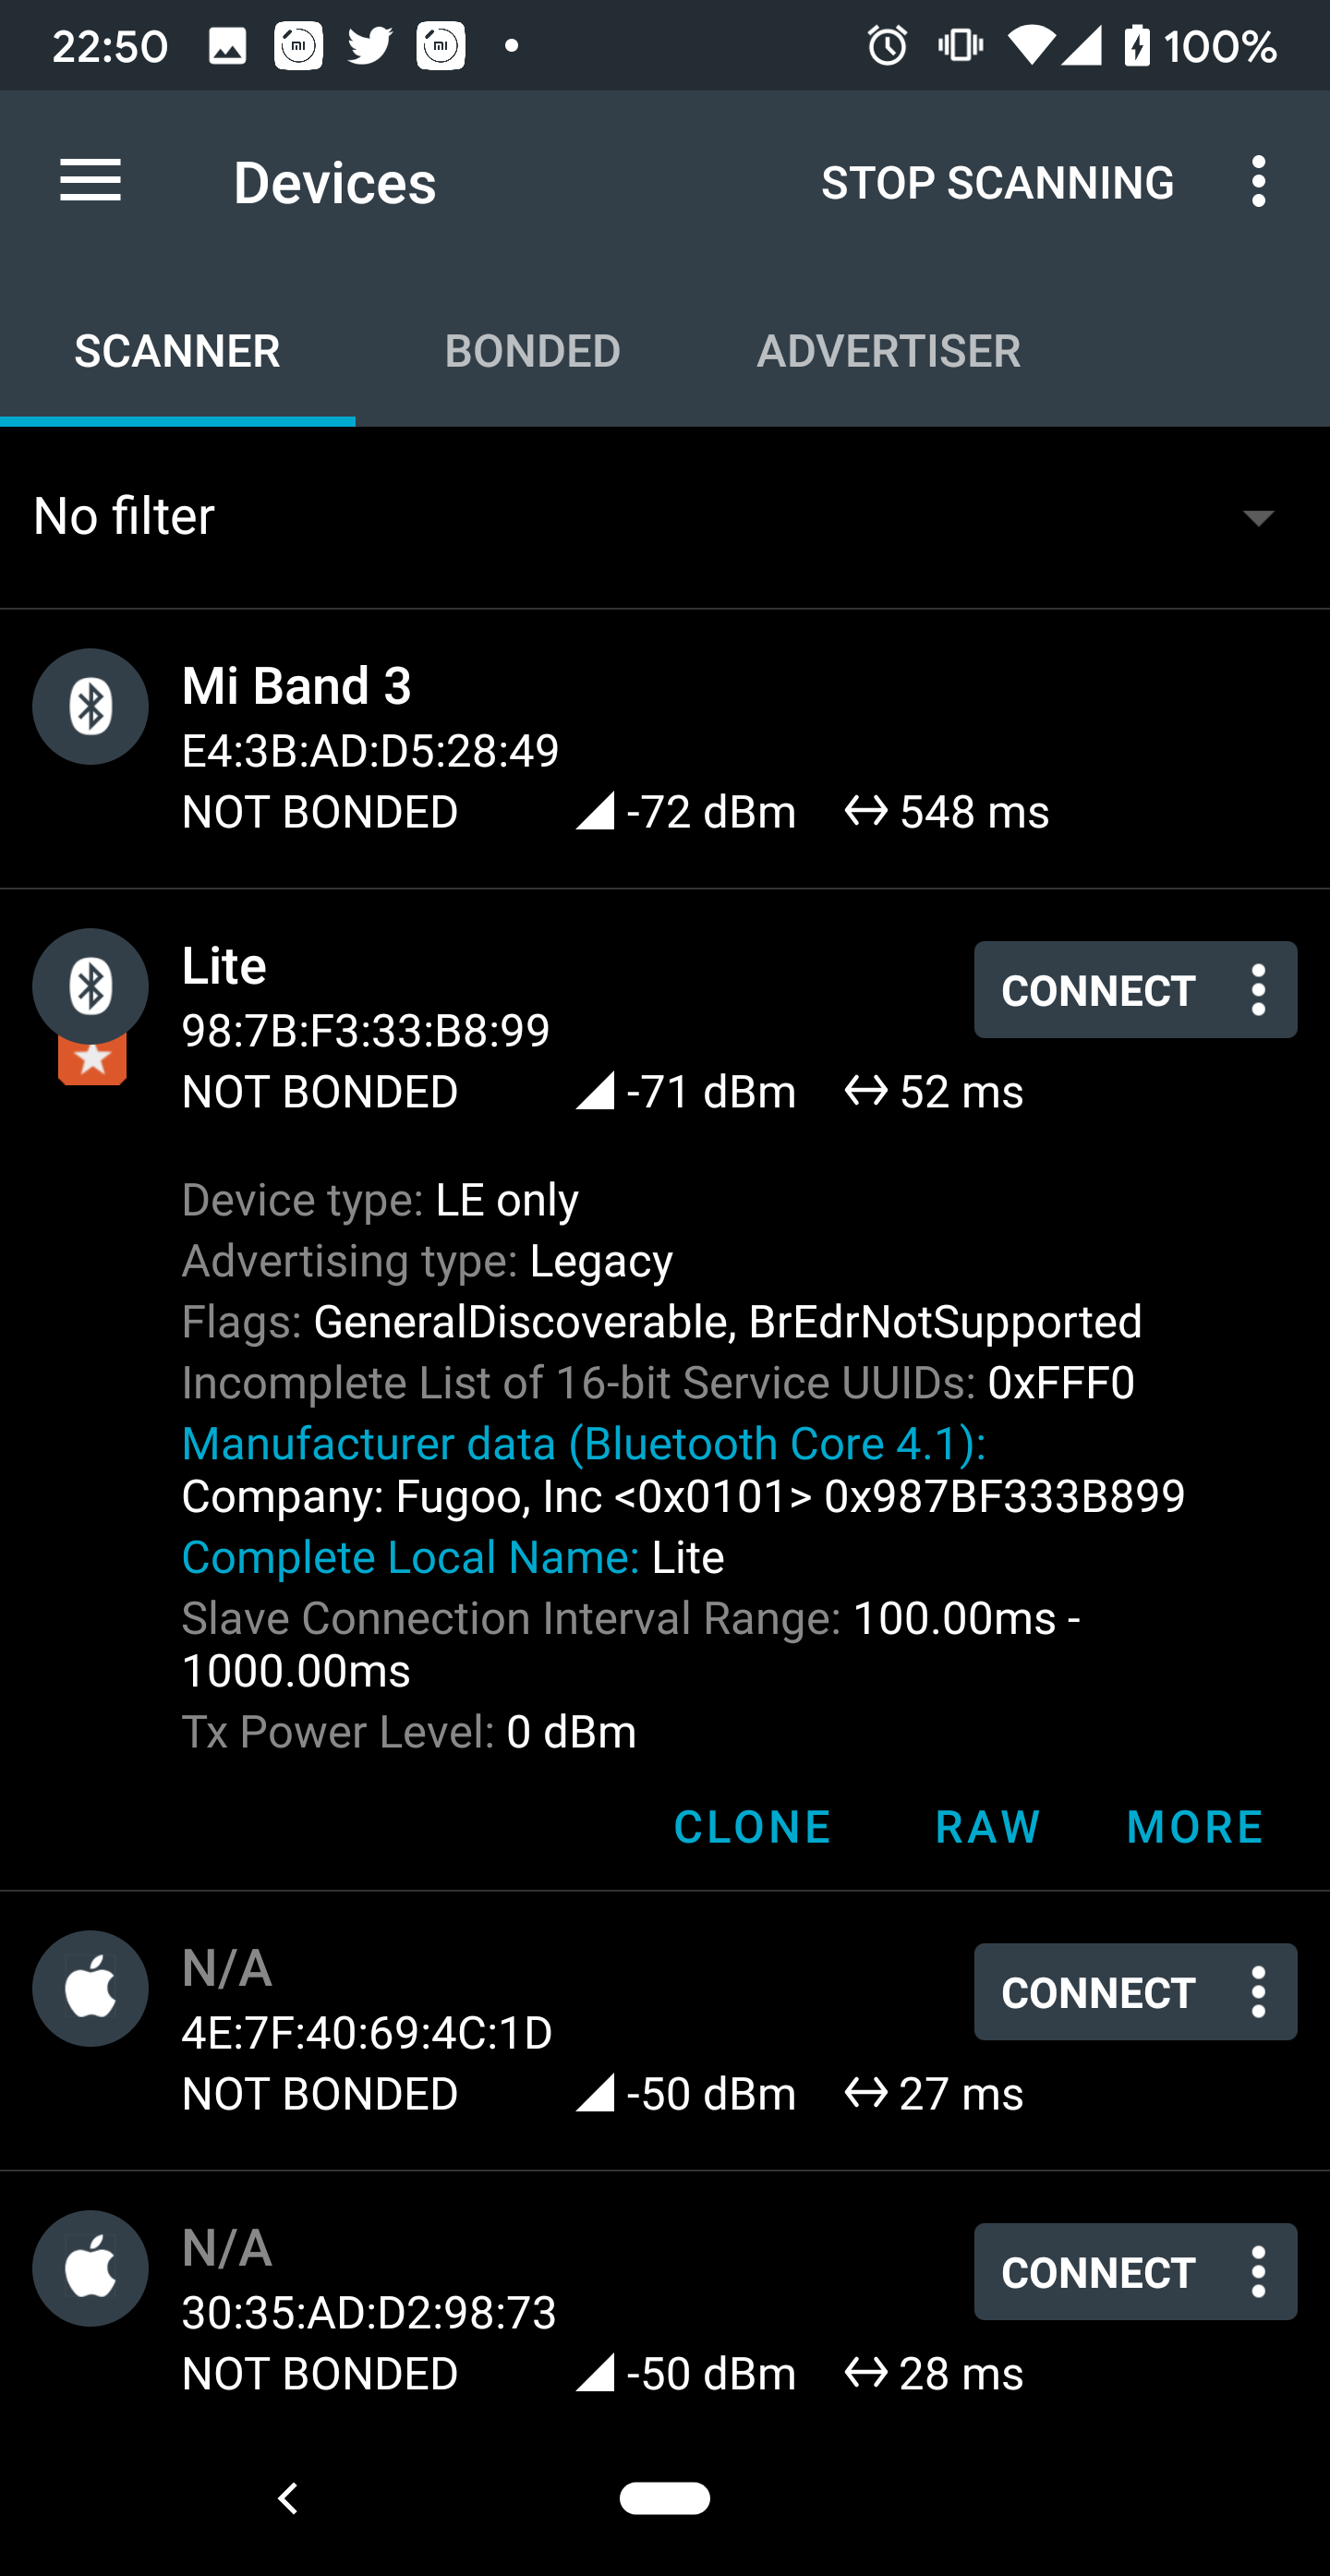 22:50 100%
Devices STOP SCANNING
SCANNER BONDED ADVERTISER
No filter
Mi Band 3
E4:3B:AD:D5:28:49
NOT BONDED -72 dBm 548 ms
Lite CONNECT
98:7B:F3:33:B8:99
NOT BONDED -71 dBm 52 ms
Device type: LE only
Advertising type: Legacy
Flags: GeneralDiscoverable, BrEdrNotSupported
Incomplete List of 16-bit Service UUIDs: 0xFFF0
Manufacturer data (Bluetooth Core 4.1):
Company: Fugoo, Inc <0x0101> 0x987BF333B899
Complete Local Name: Lite
Slave Connection Interval Range: 100.00ms -
1000.00ms
Tx Power Level: 0 dBm
CLONE RAW MORE
N/A CONNECT
4E:7F:40:69:4C:1D
NOT BONDED -50 dBm 27 ms
N/A CONNECT
30:35:AD:D2:98:73
NOT BONDED -50 dBm 28 ms